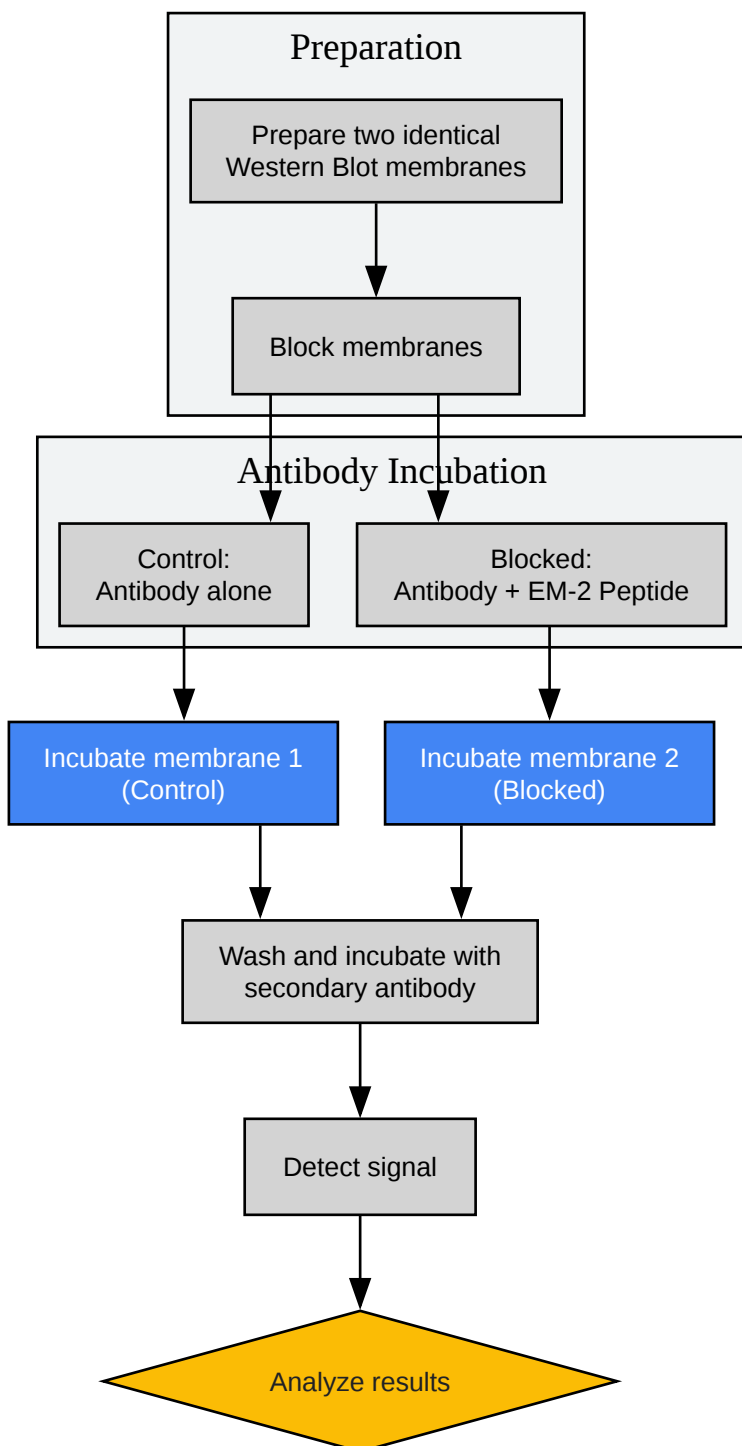 Preparation
Prepare two identical
Western Blot membranes
Block membranes
Antibody Incubation
Control:
Antibody alone
Blocked:
Antibody + EM-2 Peptide
Incubate membrane 1
(Control)
Incubate membrane 2
(Blocked)
Wash and incubate with
secondary antibody
Detect signal
Analyze results